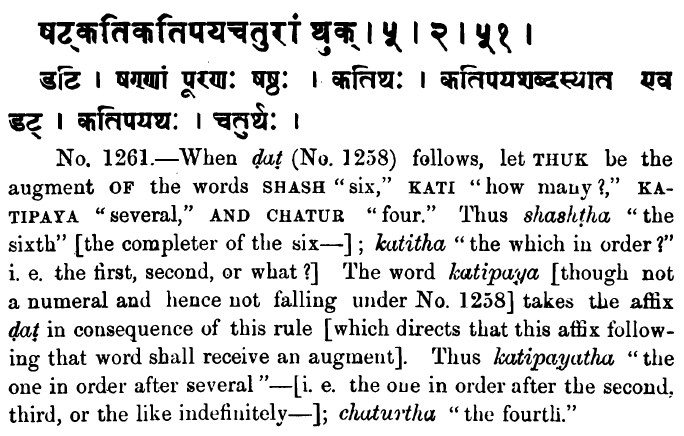 षट्कतिकतिपयचतुरां थुक् । ५ । २ । ५१ ।
डटि । षण्णां पूरणः षष्ठः । कतिथः । कतिपयशब्दस्यात एव
डट् । कतिपयथः । चतुर्थः ।
No. 1261.—When ḍaṭ (No. 1258) follows, let THUK be the
augment OF the words SHASH “six,” KATI “how many?,” KA-
TIPAYA “several,” AND CHATUR “four.” Thus shashṭha “the
sixth” [the completer of the six—] ; katitha “the which in order?”
i. e. the first, second, or what?] The word katipaya [though not
a numeral and hence not falling under No. 1258] takes the affix
ḍaṭ in consequence of this rule [which directs that this affix follow-
ing that word shall receive an augment]. Thus katipayatha “the
one in order after several”—[i. e. the one in order after the second,
third, or the like indefinitely—]; chaturtha “the fourth.”